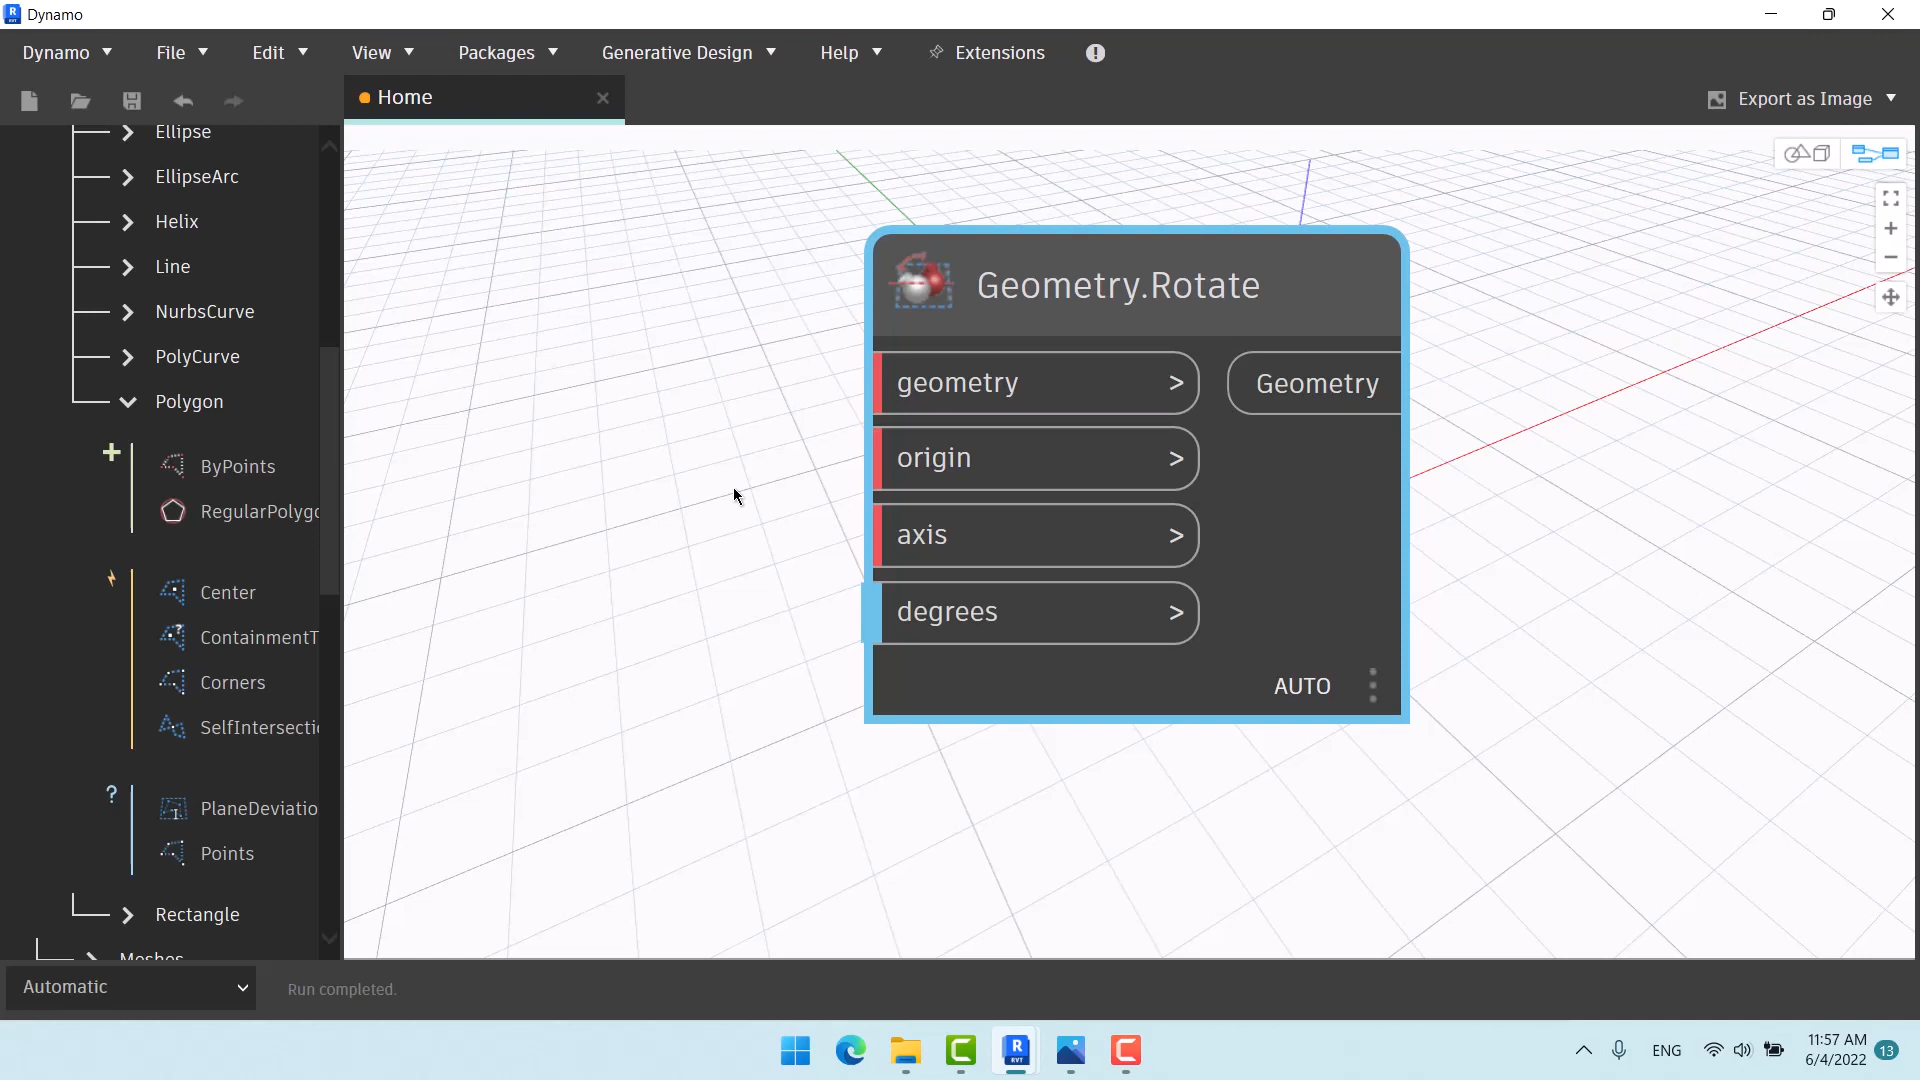 Dynamo
Dynamo File Edit View Packages Generative Design Help Extensions
Home
Export as Image
Ellipse
EllipseArc
Helix
Line
NurbsCurve
PolyCurve
Polygon
ByPoints
RegularPolygo
Center
ContainmentT
Corners
SelfIntersecti
PlaneDeviatio
Points
Rectangle
Meshes
Geometry.Rotate
geometry >
Geometry
origin >
axis >
degrees >
AUTO
Automatic
Run completed.
ENG
11:57 AM
6/4/2022
13